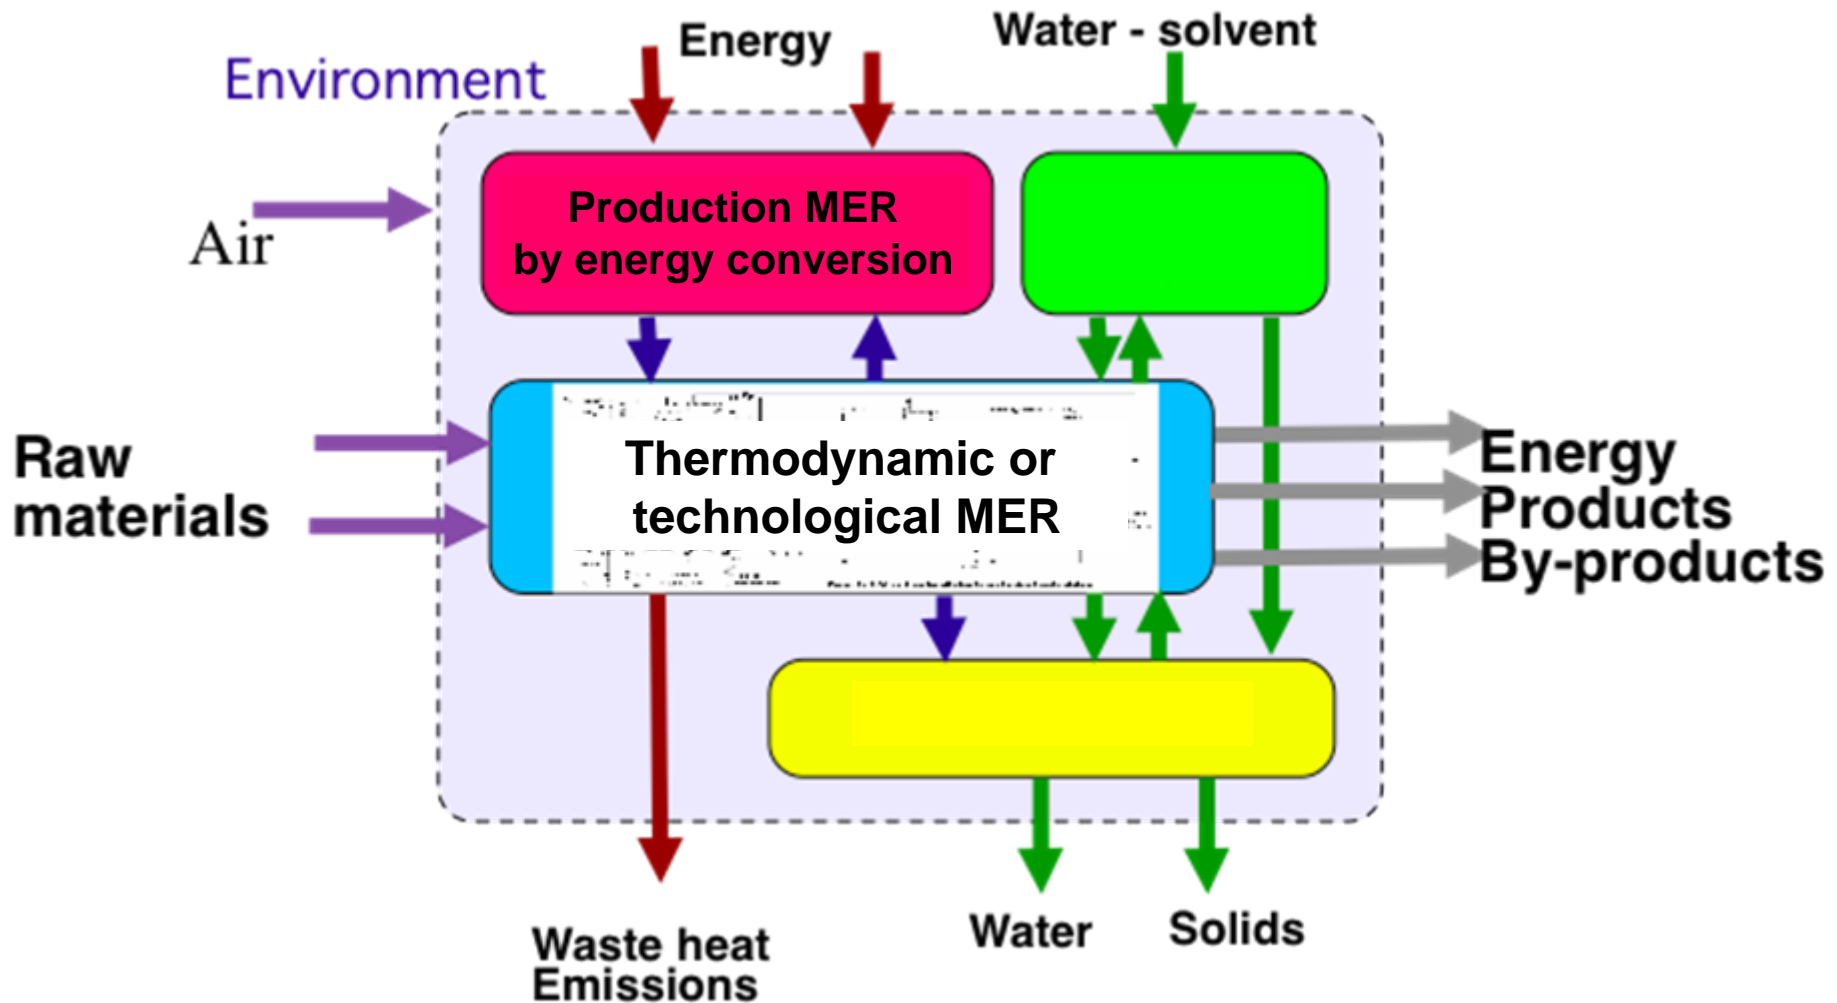 Energy
Water - solvent
Environment
Air
Production MER
by energy conversion
Raw
materials
Thermodynamic or
technological MER
Energy
Products
By-products
Waste heat
Emissions
Water
Solids